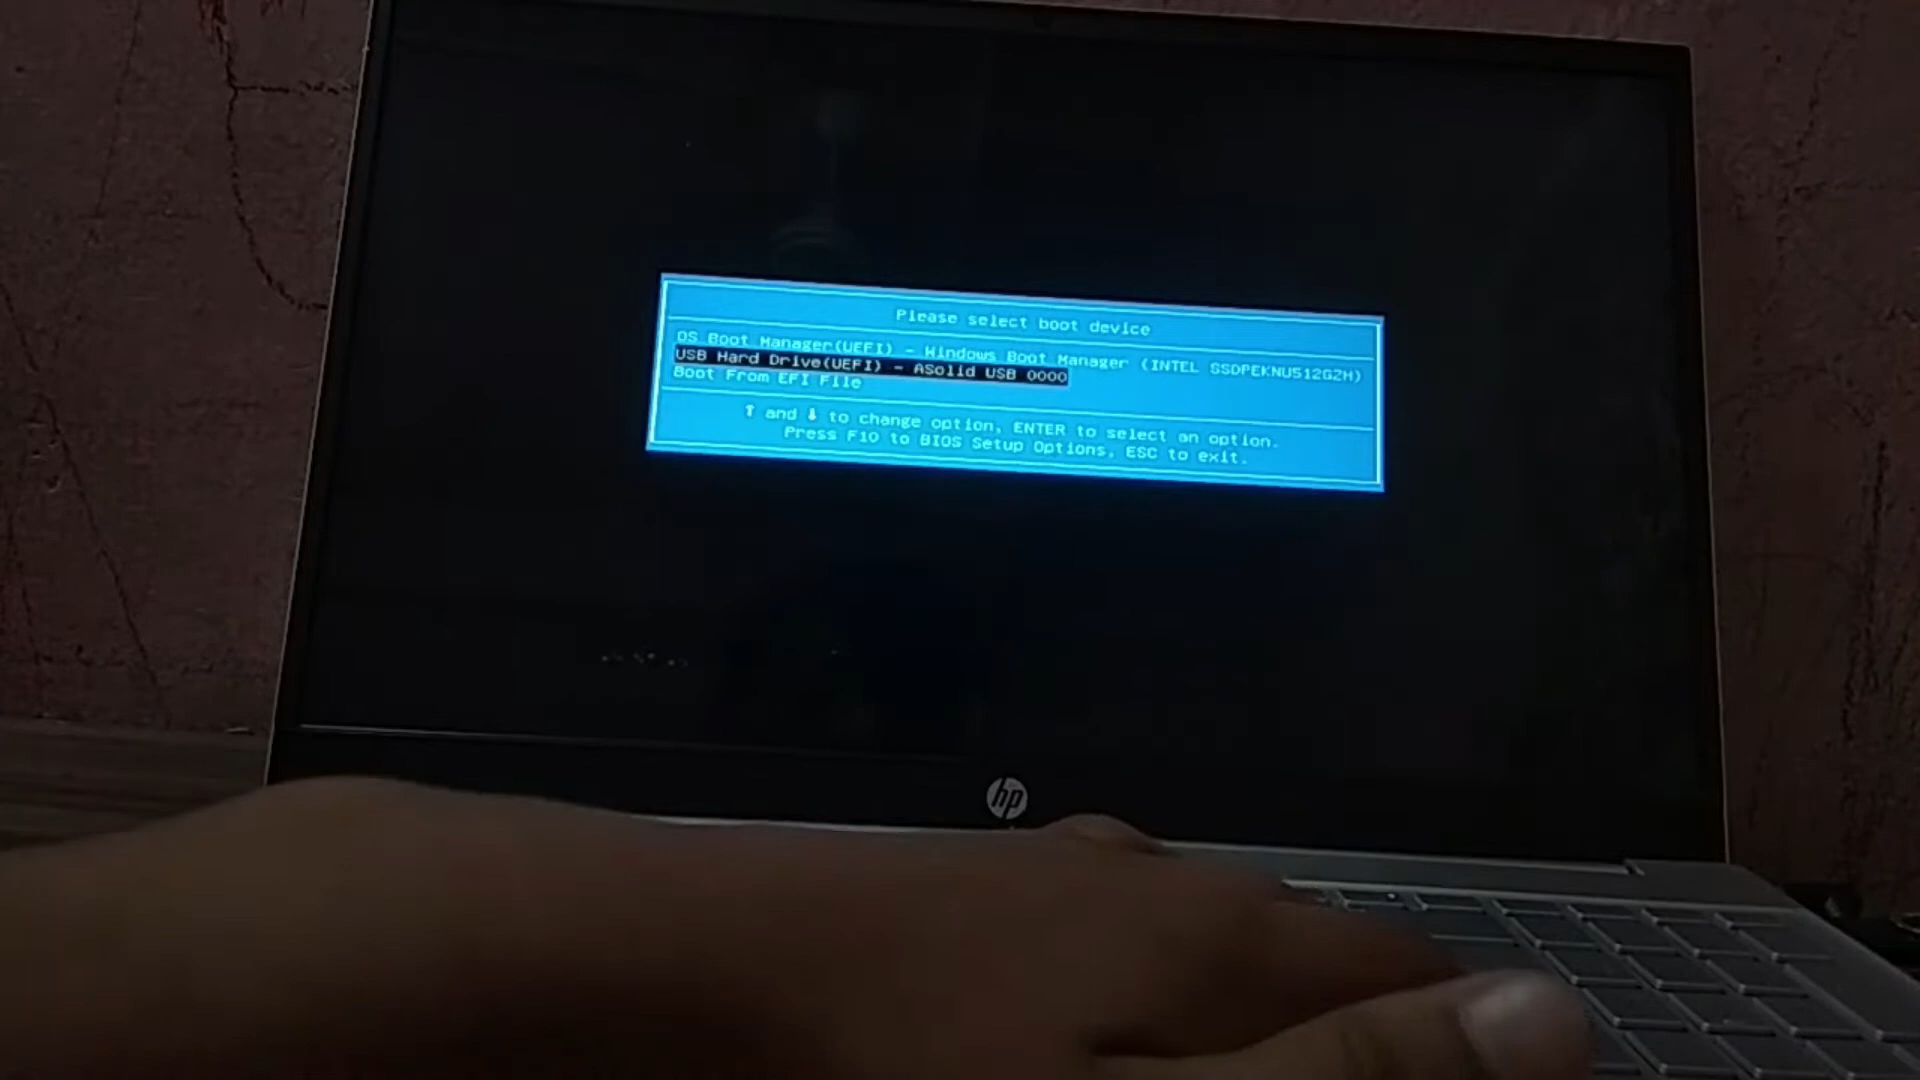 Please select boot device
OS Boot Manager(UEFI) - Windows Boot Manager (INTEL SSDPEKNU512GZH)
USB Hard Drive(UEFI) - ASolid USB 0000
Boot From EFI File
↑ and ↓ to change option, ENTER to select an option.
Press F10 to BIOS Setup Options, ESC to exit.
hp